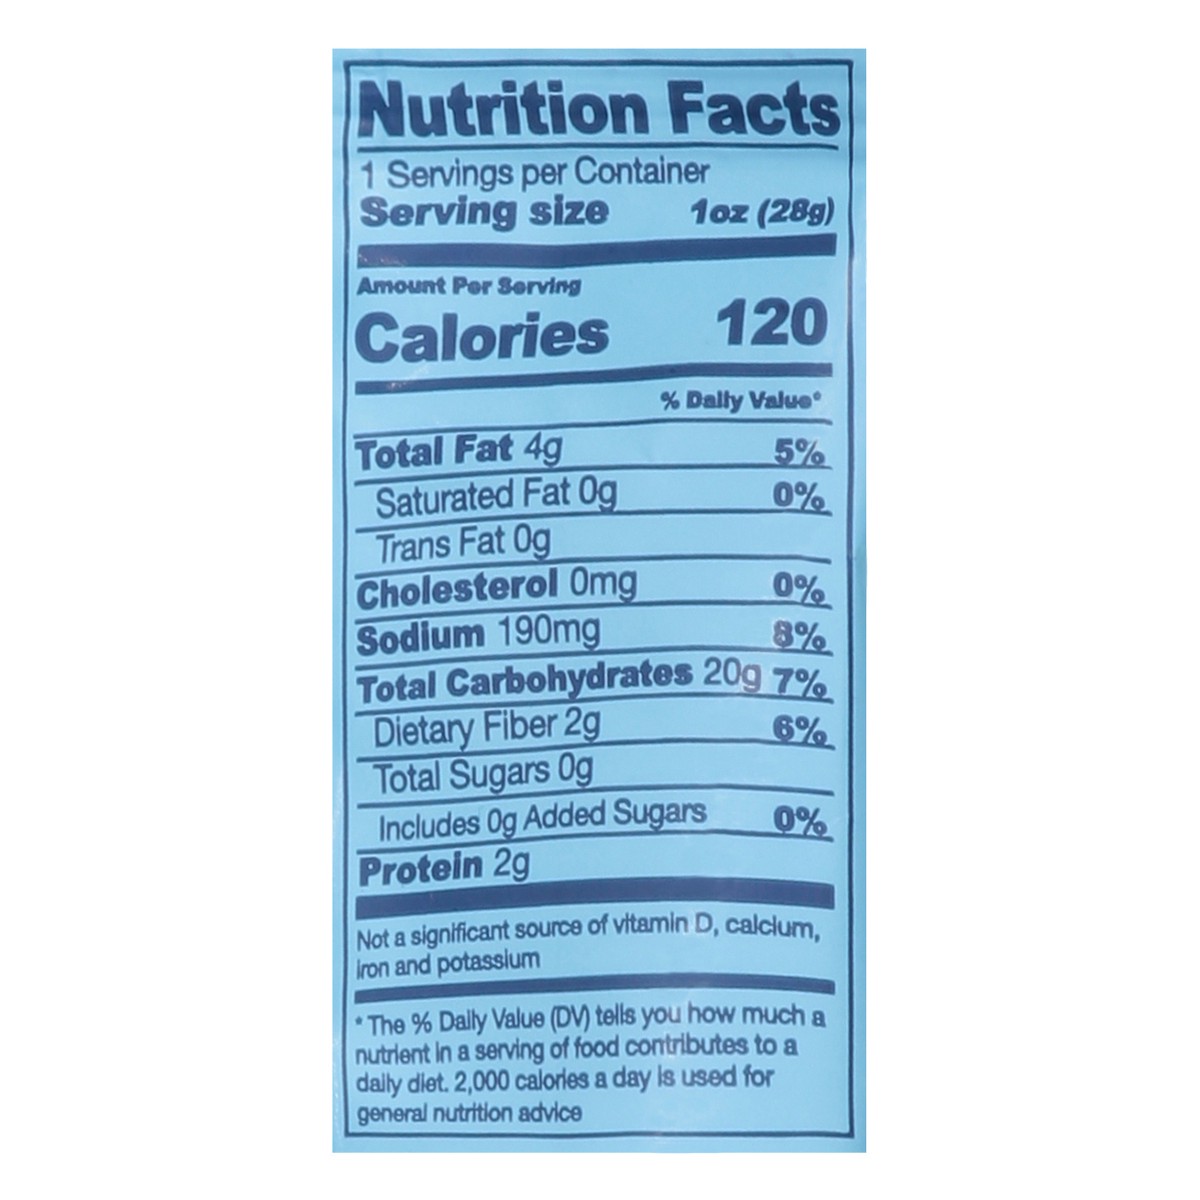 Nutrition Facts
1 Servings per Container
Serving size 1oz (28g)
Amount Per Serving
Calories 120
% Daily Value*
Total Fat 4g 5%
Saturated Fat 0g 0%
Trans Fat 0g
Cholesterol 0mg 0%
Sodium 190mg 8%
Total Carbohydrates 20g 7%
Dietary Fiber 2g 6%
Total Sugars 0g
Includes 0g Added Sugars 0%
Protein 2g
Not a significant source of vitamin D, calcium,
iron and potassium
* The % Daily Value (DV) tells you how much a
nutrient in a serving of food contributes to a
daily diet. 2,000 calories a day is used for
general nutrition advice